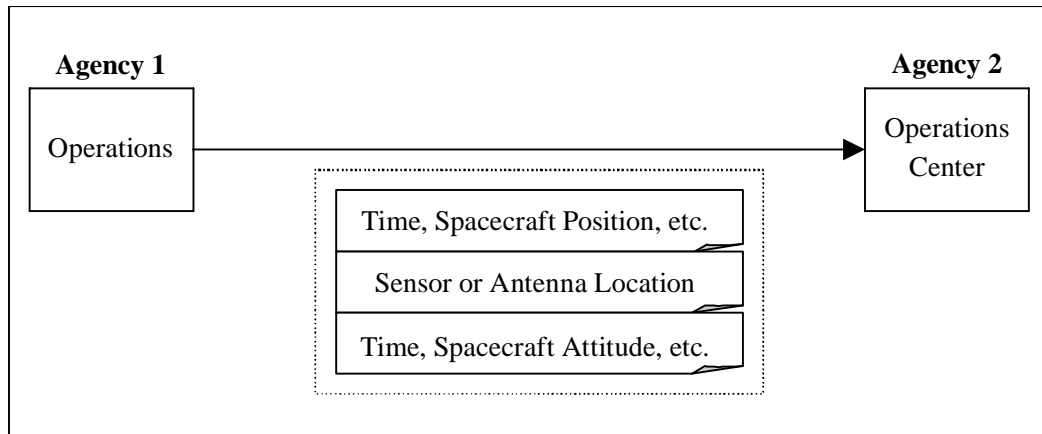 Agency 1
Agency 2
Operations
Operations
Center
Time, Spacecraft Position, etc.
Sensor or Antenna Location
Time, Spacecraft Attitude, etc.